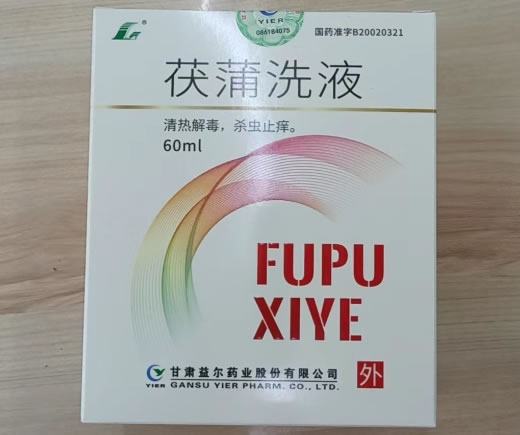 YIER
086184075
国药准字B20020321
茯蒲洗液
清热解毒，杀虫止痒。
60ml
FUPU
XIYE
YIER
甘肃益尔药业股份有限公司
GANSU YIER PHARM. CO., LTD.
外